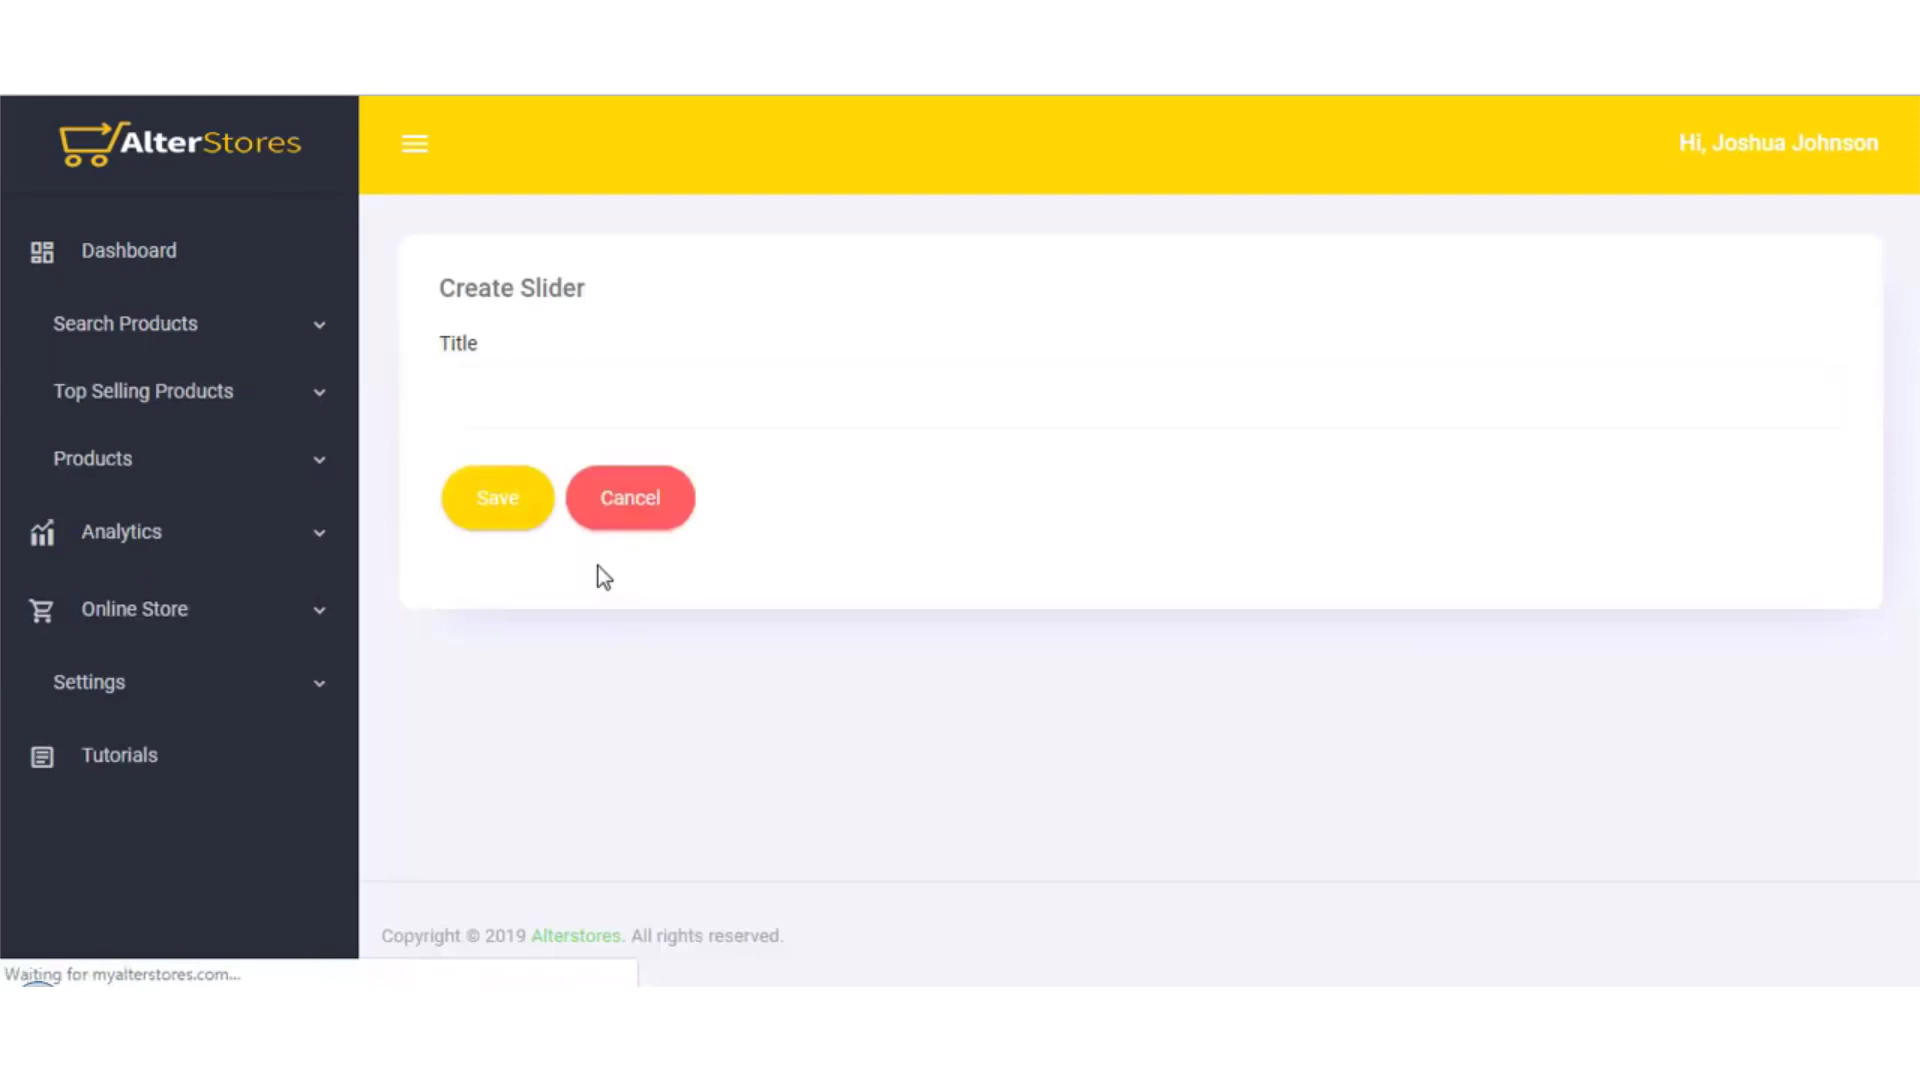 AlterStores
Hi, Joshua Johnson
Dashboard
Search Products
Top Selling Products
Products
Analytics
Online Store
Settings
Tutorials
Create Slider
Title
Save
Cancel
Copyright © 2019 Alterstores. All rights reserved.
Waiting for myalterstores.com...